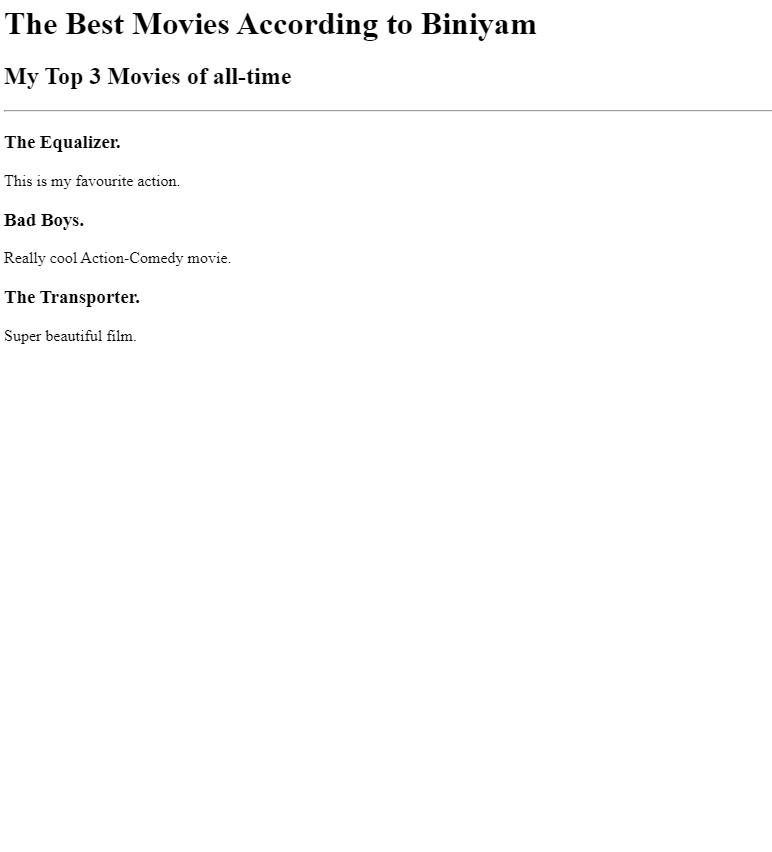 The Best Movies According to Biniyam
My Top 3 Movies of all-time
The Equalizer.
This is my favourite action.
Bad Boys.
Really cool Action-Comedy movie.
The Transporter.
Super beautiful film.